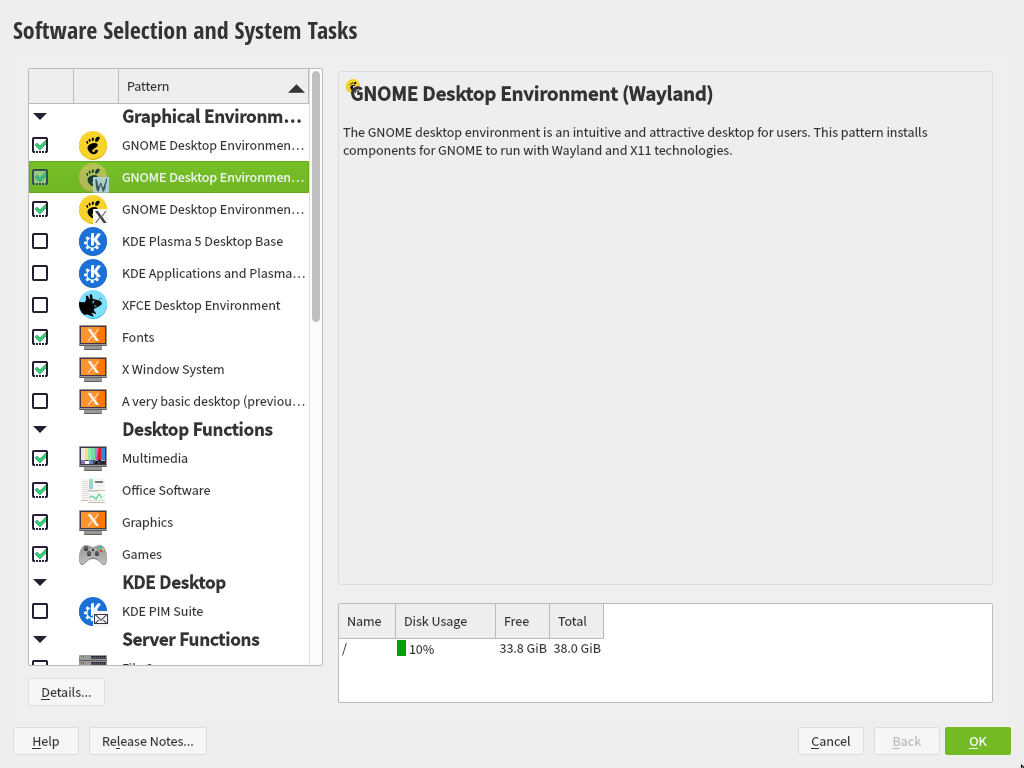 Software Selection and System Tasks
Pattern
Graphical Environm...
GNOME Desktop Environmen...
GNOME Desktop Environmen...
GNOME Desktop Environmen...
KDE Plasma 5 Desktop Base
KDE Applications and Plasma...
XFCE Desktop Environment
Fonts
X Window System
A very basic desktop (previou...
Desktop Functions
Multimedia
Office Software
Graphics
Games
KDE Desktop
KDE PIM Suite
Server Functions
Details...
GNOME Desktop Environment (Wayland)
The GNOME desktop environment is an intuitive and attractive desktop for users. This pattern installs
components for GNOME to run with Wayland and X11 technologies.
Name Disk Usage Free Total
/ 10% 33.8 GiB 38.0 GiB
Help Release Notes... Cancel Back OK